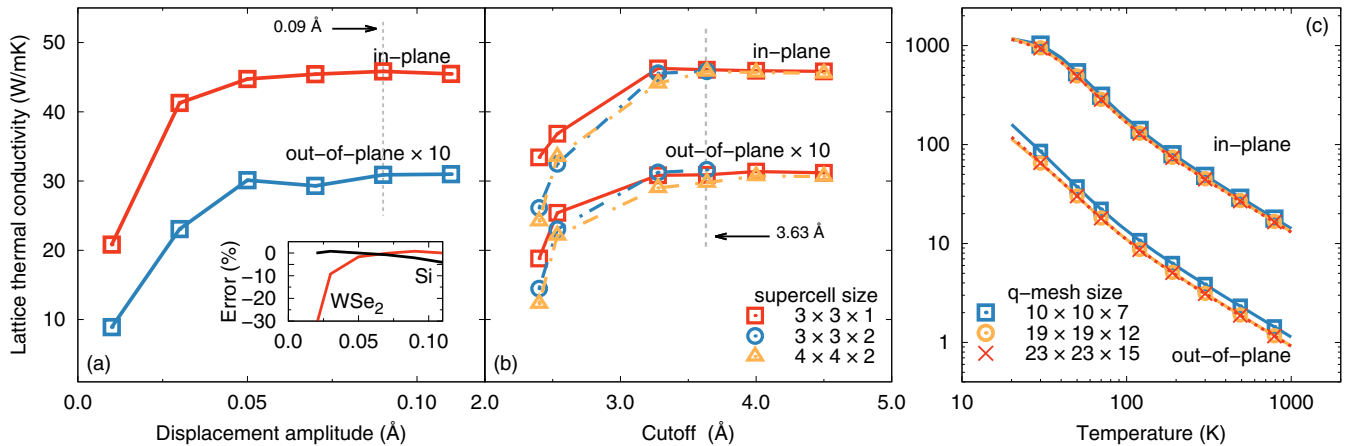 Lattice thermal conductivity (W/mK)
50
40
30
20
10
0.09 Å
in−plane
out−of−plane × 10
Error (%)
0
−10
−20
−30
Si
WSe2
0.05
0.10
(a)
0.0
0.05
0.10
Displacement amplitude (Å)
in−plane
out−of−plane × 10
3.63 Å
supercell size
3 × 3 × 1
3 × 3 × 2
4 × 4 × 2
(b)
2.0
3.0
4.0
5.0
Cutoff (Å)
(c)
1000
100
10
1
in−plane
q−mesh size
10 × 10 × 7
19 × 19 × 12
23 × 23 × 15
out−of−plane
10
100
1000
Temperature (K)